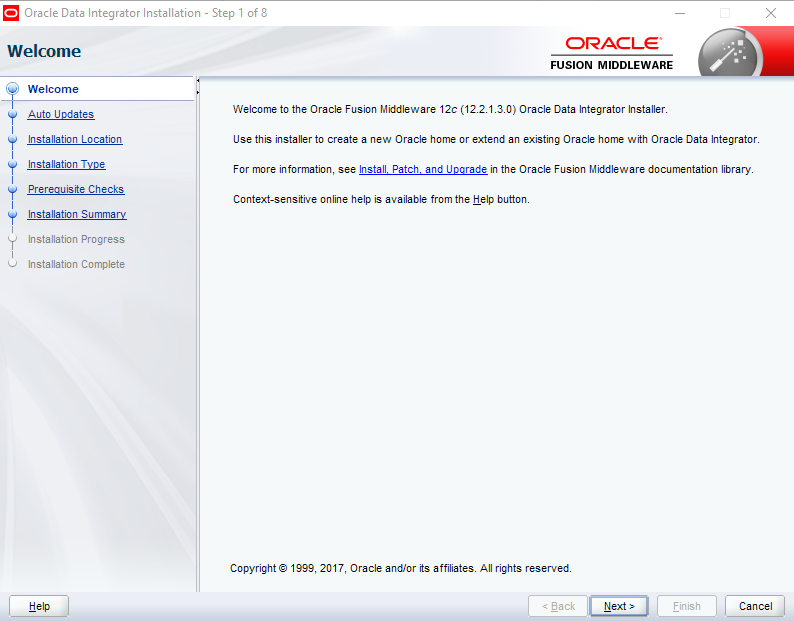 Oracle Data Integrator Installation - Step 1 of 8
Welcome
ORACLE
FUSION MIDDLEWARE
Welcome
Auto Updates
Installation Location
Installation Type
Prerequisite Checks
Installation Summary
Installation Progress
Installation Complete
Welcome to the Oracle Fusion Middleware 12c (12.2.1.3.0) Oracle Data Integrator Installer.
Use this installer to create a new Oracle home or extend an existing Oracle home with Oracle Data Integrator.
For more information, see Install, Patch, and Upgrade in the Oracle Fusion Middleware documentation library.
Context-sensitive online help is available from the Help button.
Copyright © 1999, 2017, Oracle and/or its affiliates. All rights reserved.
Help
< Back
Next >
Finish
Cancel